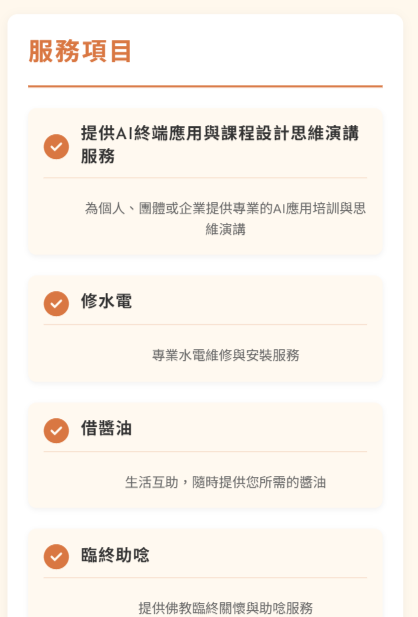 服務項目
提供AI終端應用與課程設計思維演講
服務
為個人、團體或企業提供專業的AI應用培訓與思
維演講
修水電
專業水電維修與安裝服務
借醬油
生活互助，隨時提供您所需的醬油
臨終助唸
提供佛教臨終關懷與助唸服務